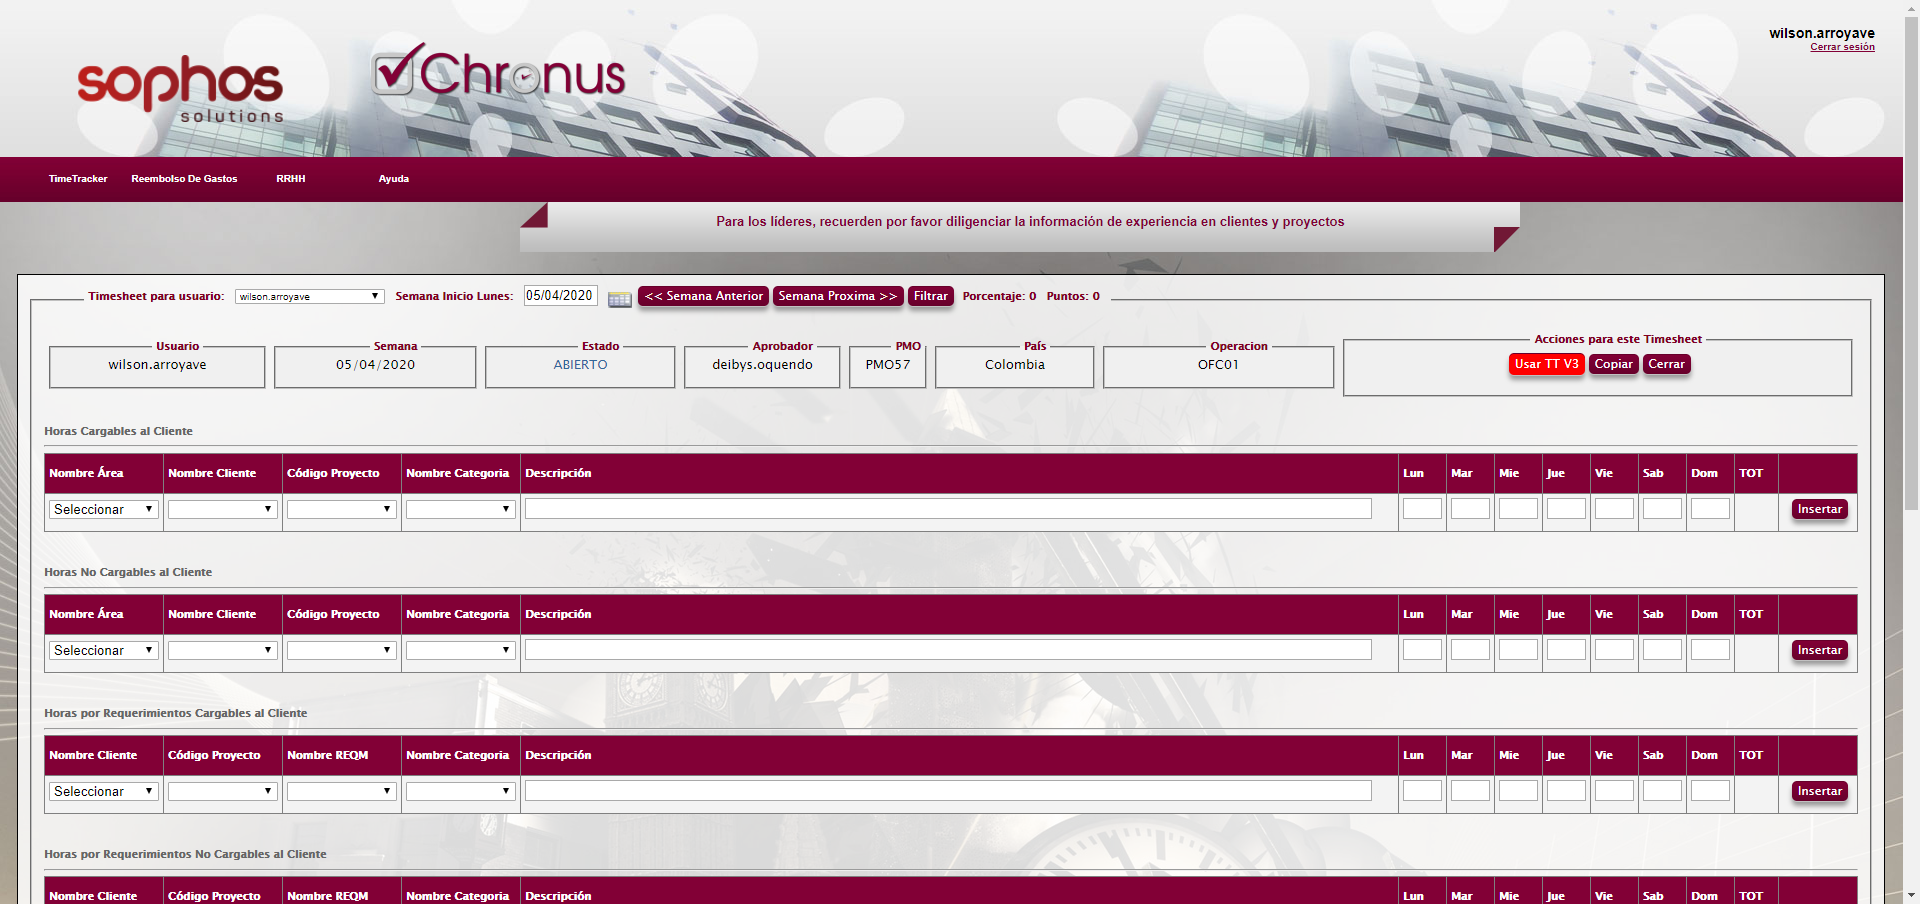 sophos
solutions
Chronus
wilson.arroyave
Cerrar sesión
TimeTracker Reembolso De Gastos RRHH Ayuda
Para los líderes, recuerden por favor diligenciar la información de experiencia en clientes y proyectos
Timesheet para usuario: wilson.arroyave Semana Inicio Lunes: 05/04/2020 << Semana Anterior Semana Proxima >> Filtrar Porcentaje: 0 Puntos: 0
Usuario Semana Estado Aprobador PMO País Operacion Acciones para este Timesheet
wilson.arroyave 05/04/2020 ABIERTO deibys.oquendo PMO57 Colombia OFC01 Usar TT V3 Copiar Cerrar
Horas Cargables al Cliente
Nombre Área Nombre Cliente Código Proyecto Nombre Categoria Descripción Lun Mar Mie Jue Vie Sab Dom TOT
Seleccionar Insertar
Horas No Cargables al Cliente
Nombre Área Nombre Cliente Código Proyecto Nombre Categoria Descripción Lun Mar Mie Jue Vie Sab Dom TOT
Seleccionar Insertar
Horas por Requerimientos Cargables al Cliente
Nombre Cliente Código Proyecto Nombre REQM Nombre Categoria Descripción Lun Mar Mie Jue Vie Sab Dom TOT
Seleccionar Insertar
Horas por Requerimientos No Cargables al Cliente
Nombre Cliente Código Proyecto Nombre REQM Nombre Categoria Descripción Lun Mar Mie Jue Vie Sab Dom TOT